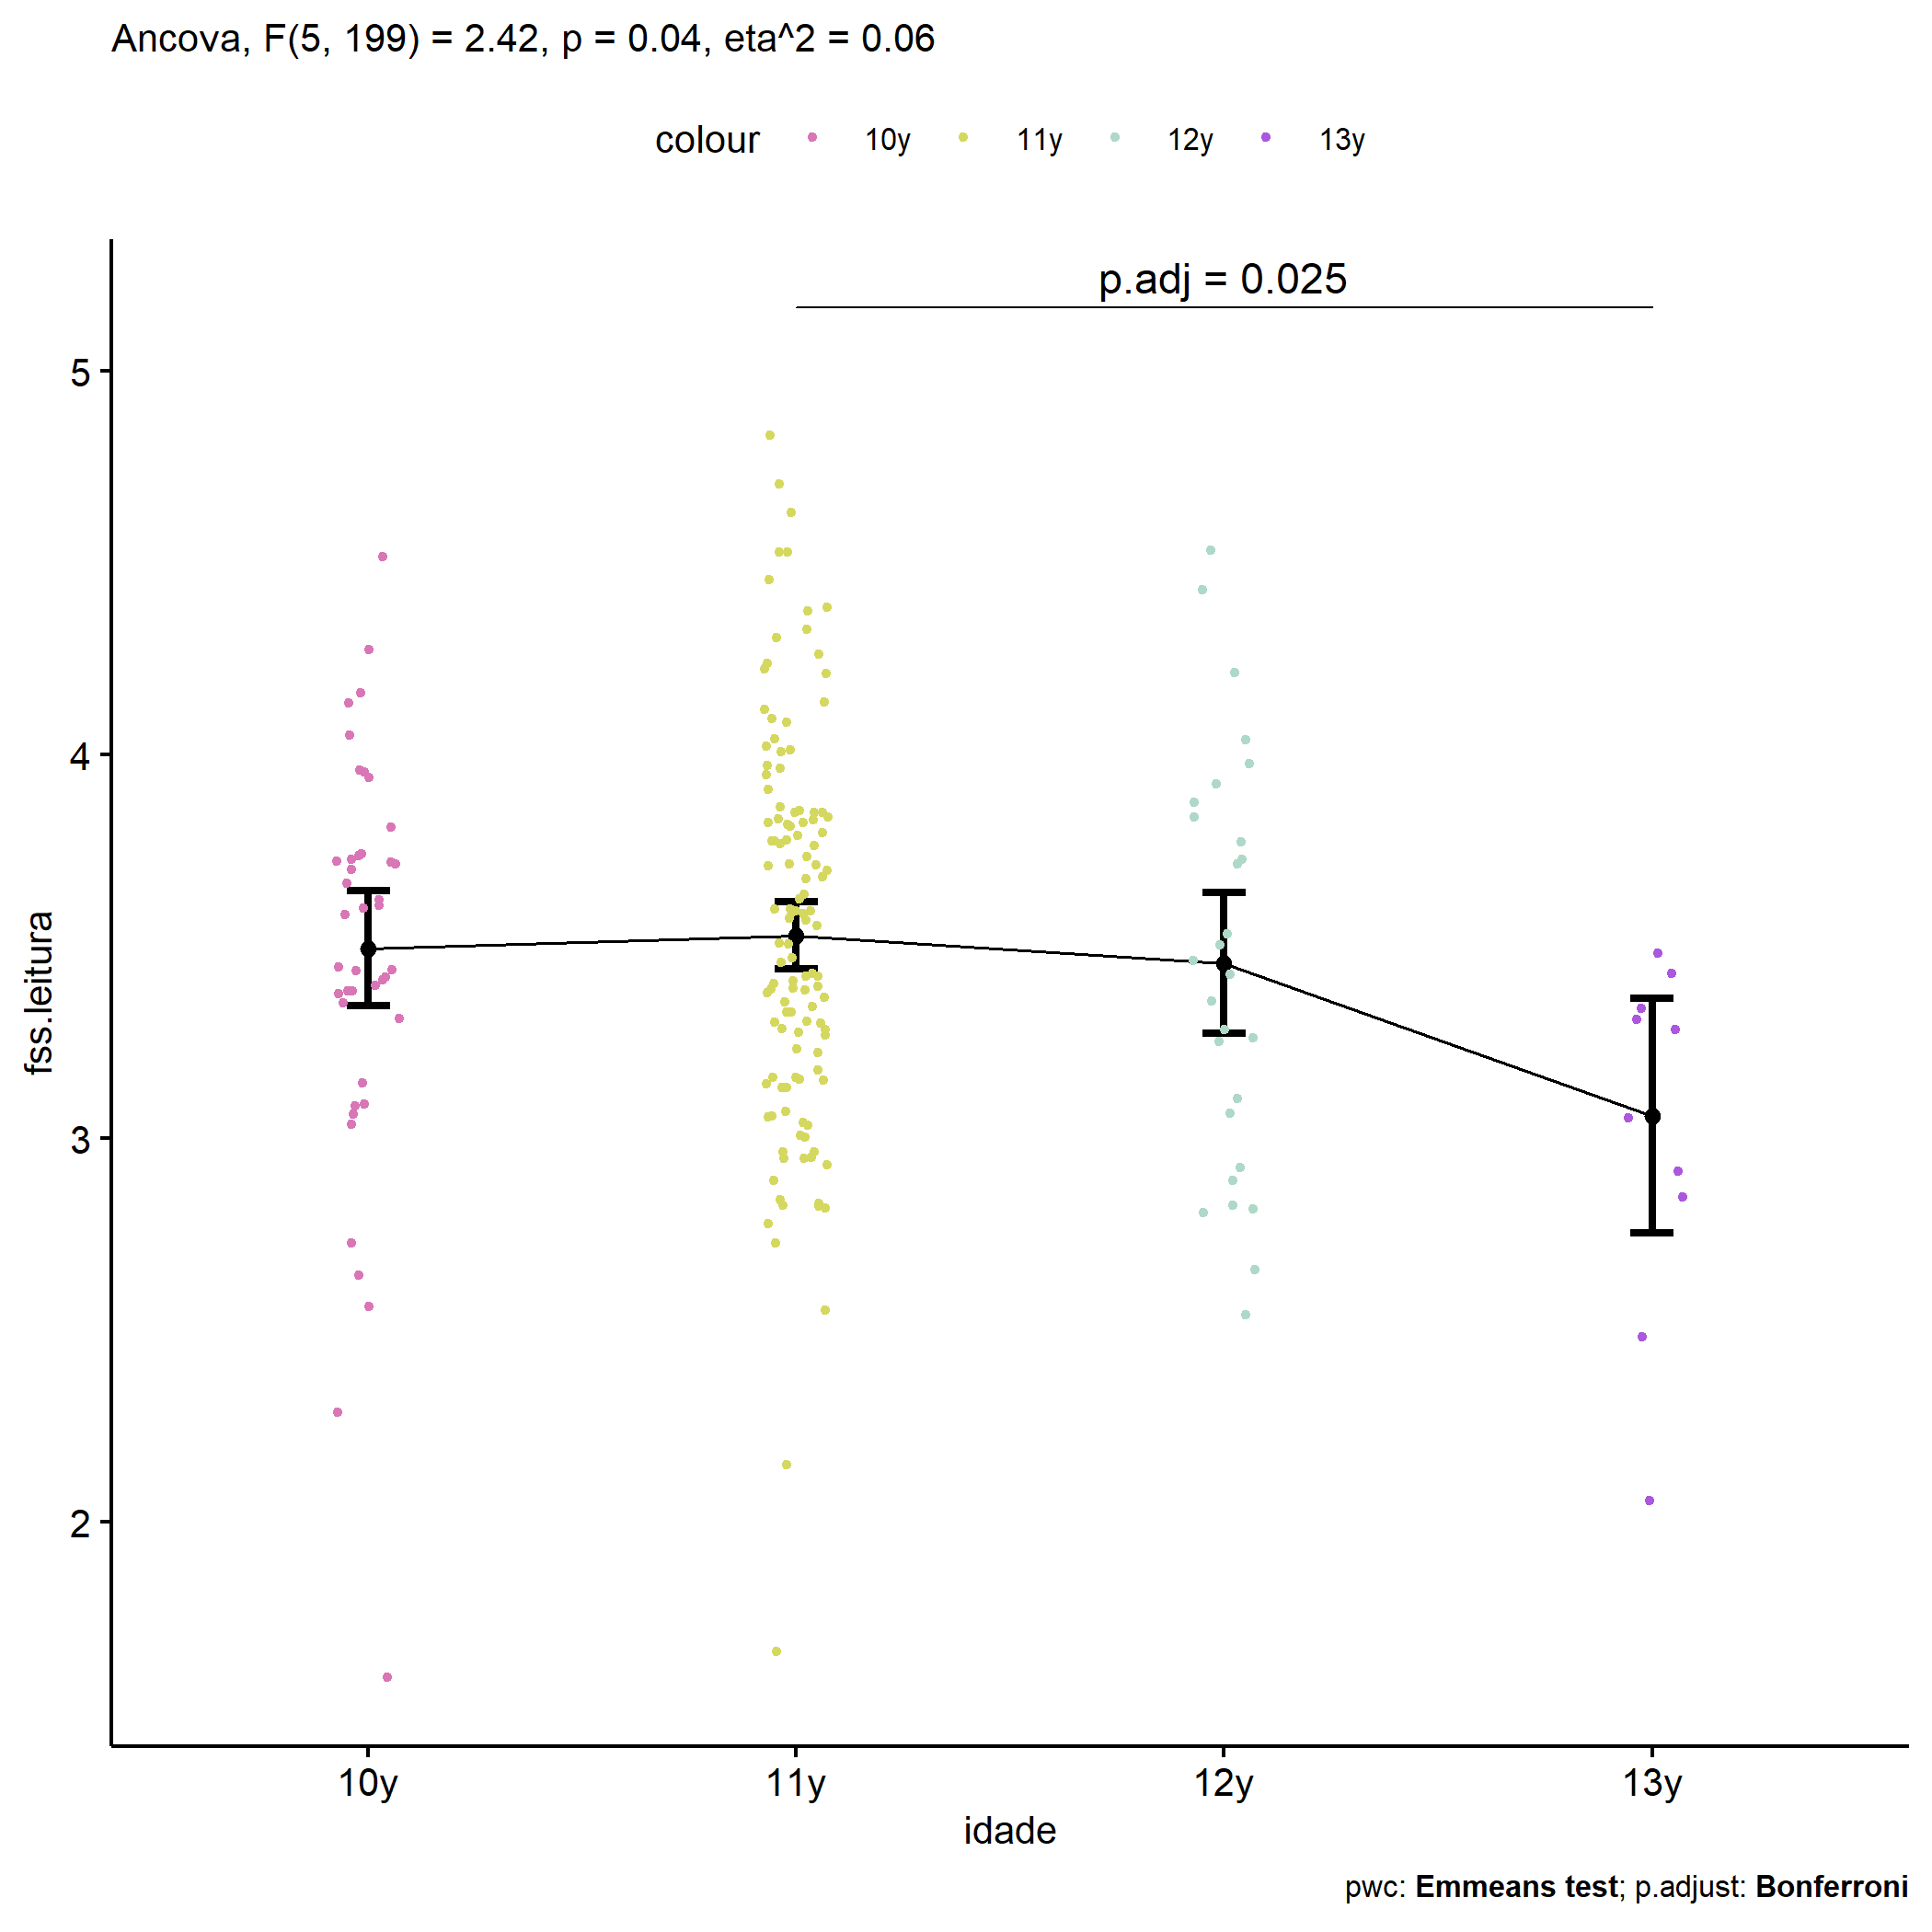 Ancova, F(5, 199) = 2.42, p = 0.04, eta^2 = 0.06
colour 10y 11y 12y 13y
p.adj = 0.025
5
4
3
2
fss.leitura
10y 11y 12y 13y
idade
pwc: Emmeans test; p.adjust: Bonferroni